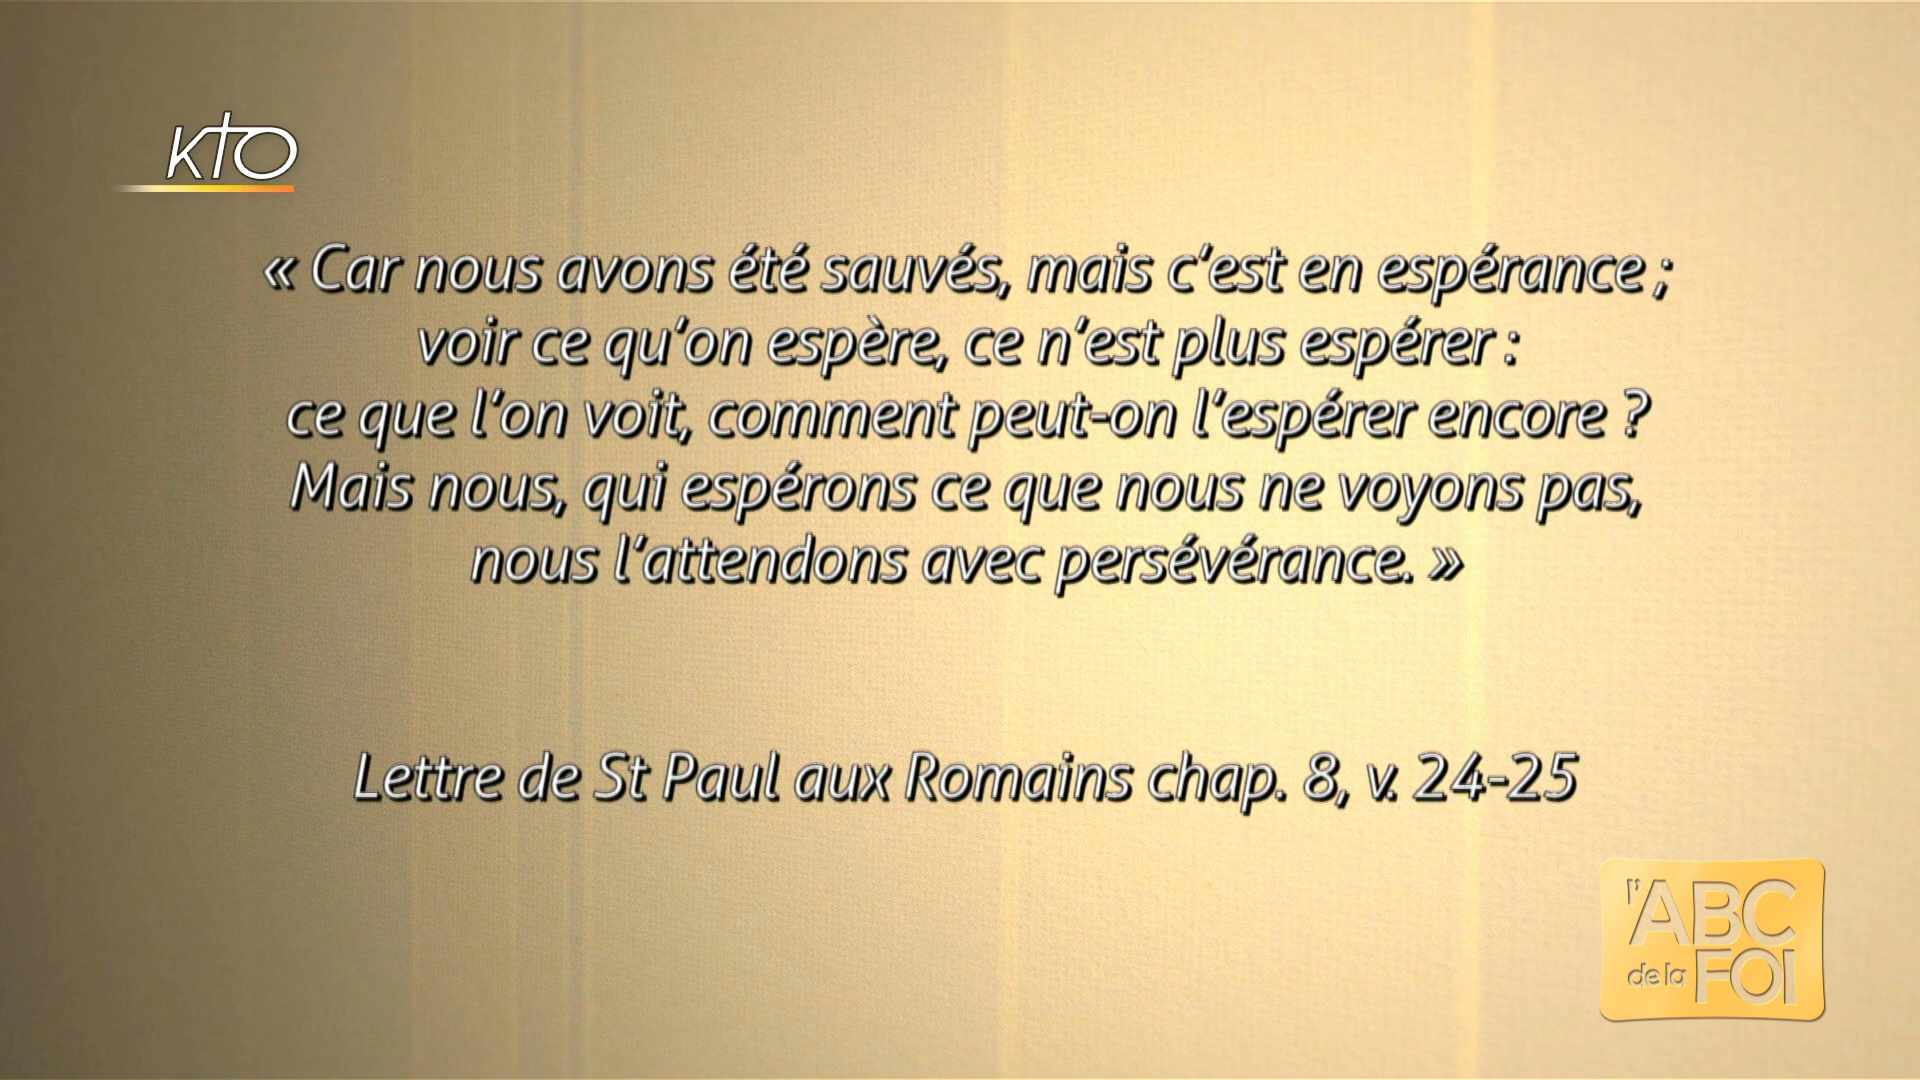 KTO
« Car nous avons été sauvés, mais c’est en espérance ;
voir ce qu’on espère, ce n’est plus espérer :
ce que l’on voit, comment peut-on l’espérer encore ?
Mais nous, qui espérons ce que nous ne voyons pas,
nous l’attendons avec persévérance. »
Lettre de St Paul aux Romains chap. 8, v. 24-25
l’ABC
de la FOI